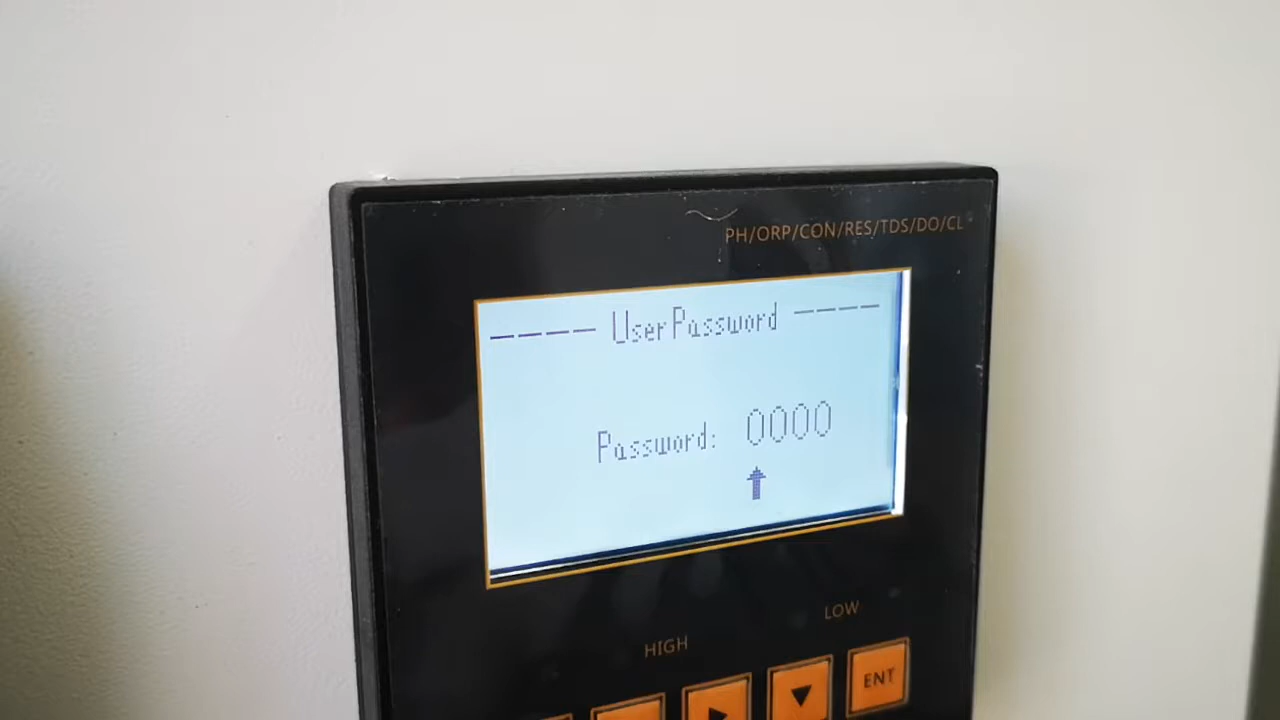 PH/ORP/CON/RES/TDS/DO/CL
---- User Password ----
Password: 0000
HIGH
LOW
ENT